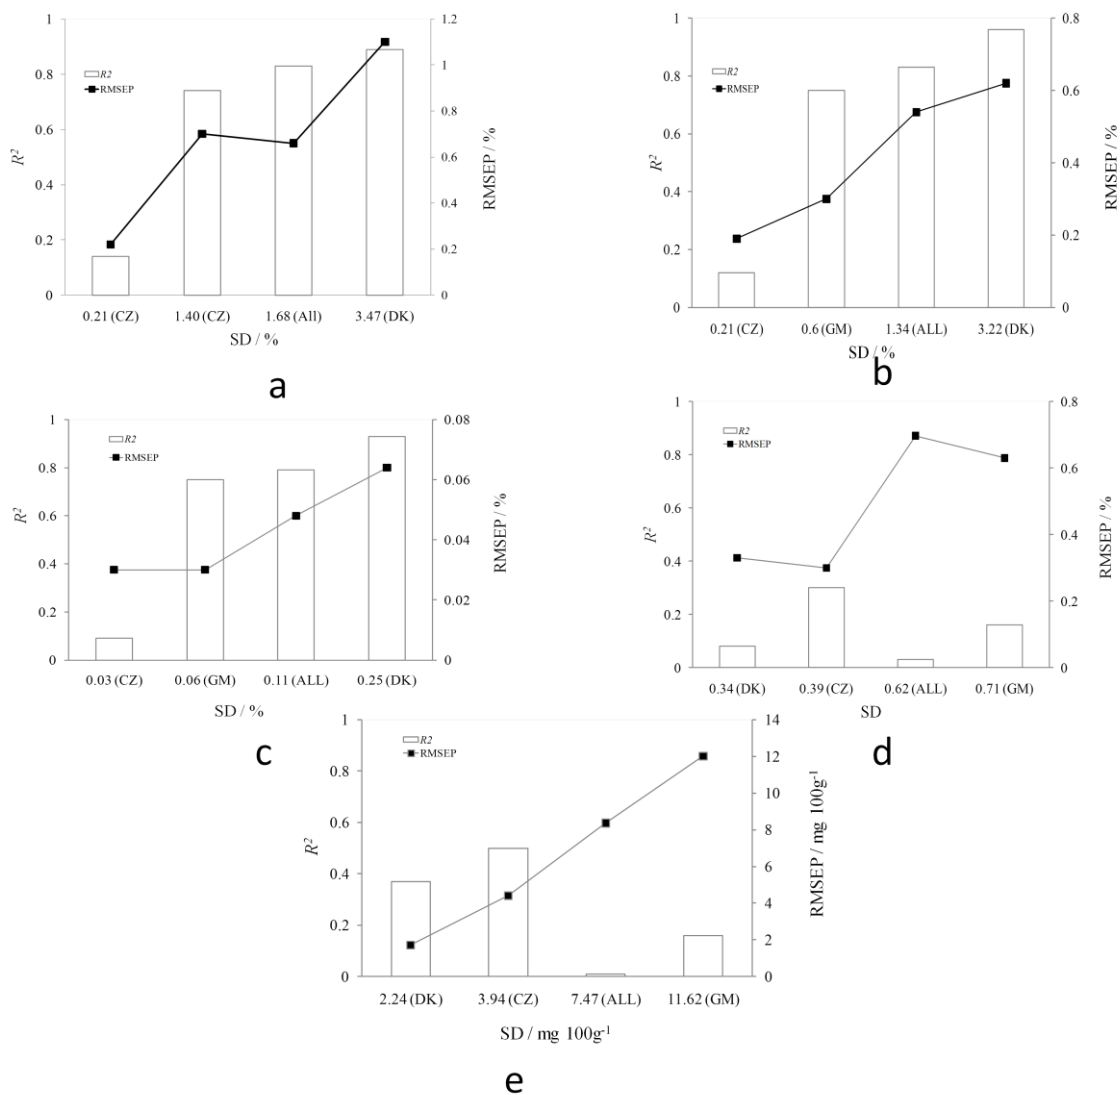 1
0.8
0.6
0.4
0.2
0
R²
R2
RMSEP
1.2
1
0.8
0.6
0.4
0.2
0
RMSEP / %
0.21 (CZ) 1.40 (CZ) 1.68 (All) 3.47 (DK)
SD / %
a
1
0.8
0.6
0.4
0.2
0
R²
R2
RMSEP
0.8
0.6
0.4
0.2
0
RMSEP / %
0.21 (CZ) 0.6 (GM) 1.34 (ALL) 3.22 (DK)
SD / %
b
1
0.8
0.6
0.4
0.2
0
R²
R2
RMSEP
0.08
0.06
0.04
0.02
0
RMSEP / %
0.03 (CZ) 0.06 (GM) 0.11 (ALL) 0.25 (DK)
SD / %
c
1
0.8
0.6
0.4
0.2
0
R²
R2
RMSEP
0.8
0.6
0.4
0.2
0
RMSEP / %
0.34 (DK) 0.39 (CZ) 0.62 (ALL) 0.71 (GM)
SD
d
1
0.8
0.6
0.4
0.2
0
R²
R2
RMSEP
14
12
10
8
6
4
2
0
RMSEP / mg 100g⁻¹
2.24 (DK) 3.94 (CZ) 7.47 (ALL) 11.62 (GM)
SD / mg 100g⁻¹
e